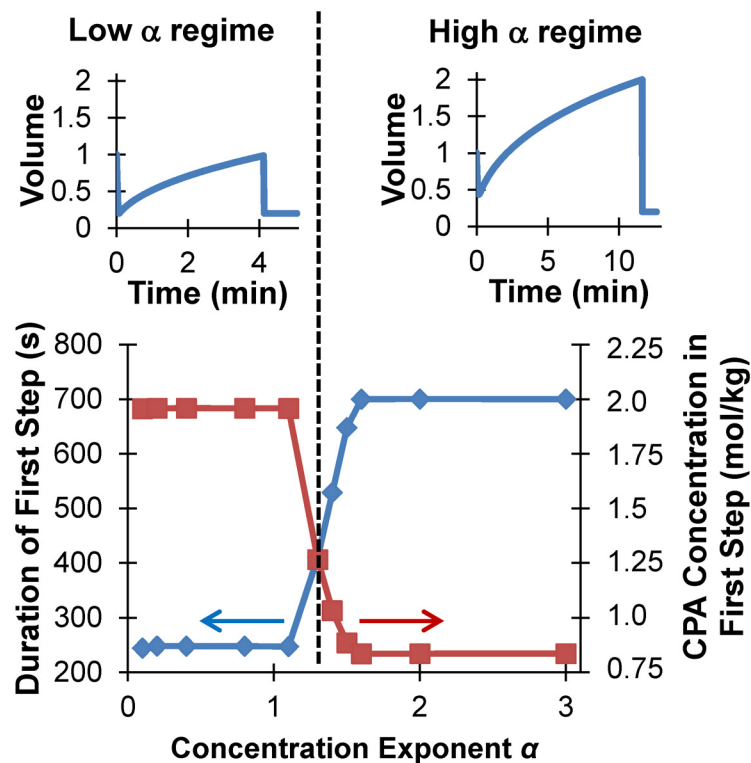 Low α regime
High α regime
2
1.5
1
0.5
0
Volume
0 2 4
Time (min)
2
1.5
1
0.5
0
Volume
0 5 10
Time (min)
800
700
600
500
400
300
200
Duration of First Step (s)
2.25
2.0
1.75
1.5
1.25
1.0
0.75
CPA Concentration in
First Step (mol/kg)
0 1 2 3
Concentration Exponent α